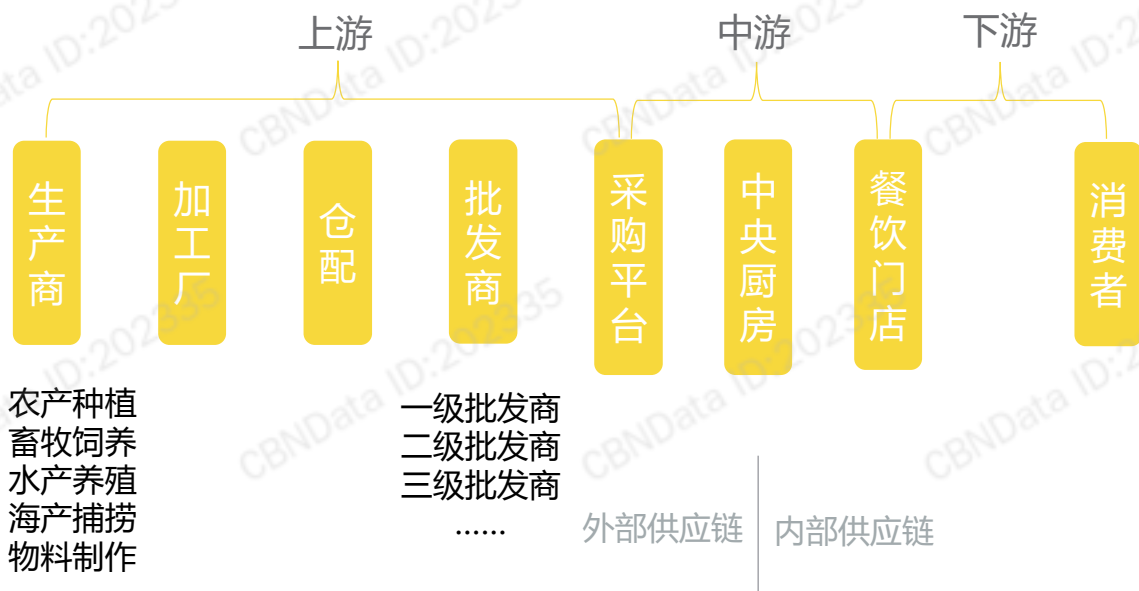 上游
中游
下游
生产商
加工厂
仓配
批发商
采购平台
中央厨房
餐饮门店
消费者
农产种植
畜牧饲养
水产养殖
海产捕捞
物料制作
一级批发商
二级批发商
三级批发商
......
外部供应链
内部供应链
CBNData ID:202335